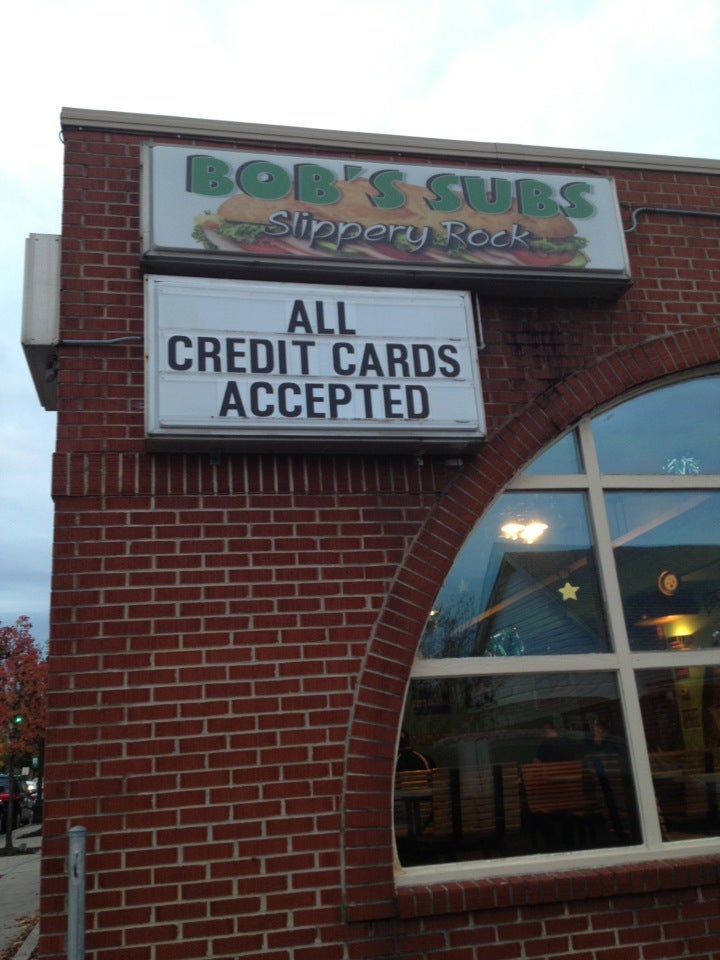 BOB'S SUBS
Slippery Rock
ALL
CREDIT CARDS
ACCEPTED